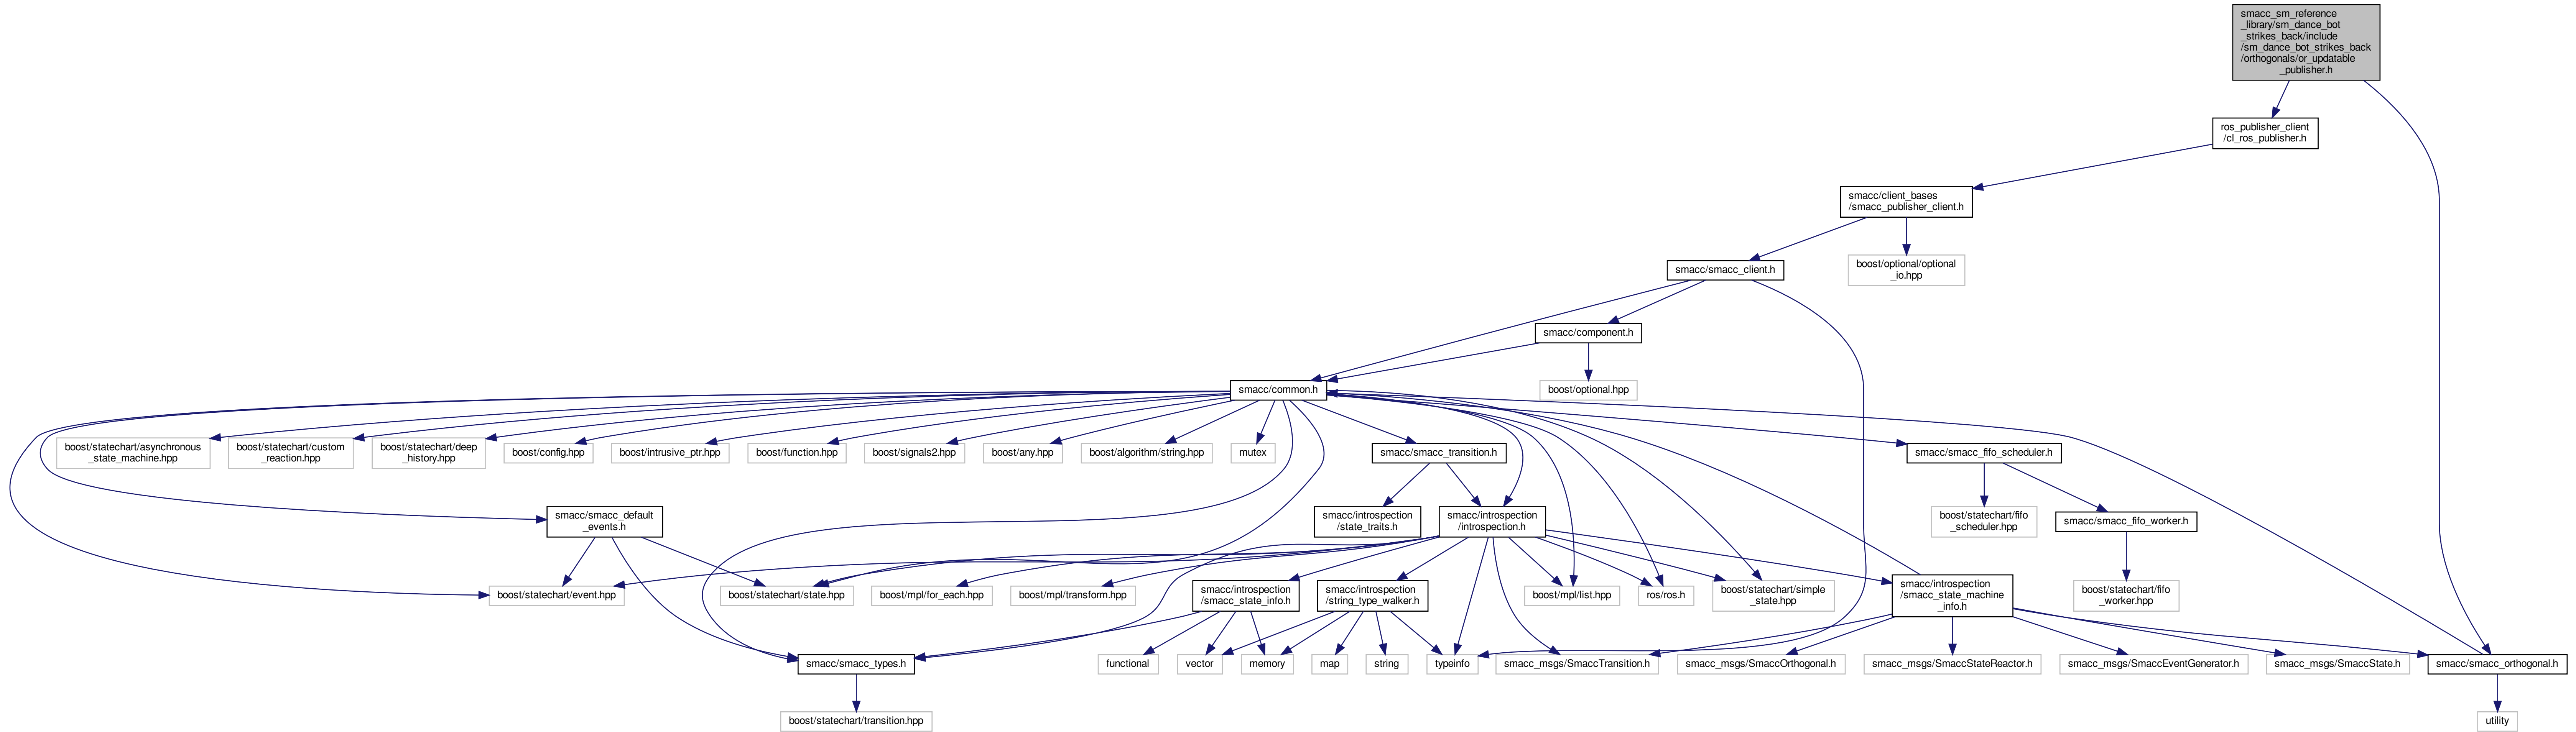 smacc_sm_reference
_library/sm_dance_bot
_strikes_back/include
/sm_dance_bot_strikes_back
/orthogonals/or_updatable
_publisher.h
ros_publisher_client
/cl_ros_publisher.h
smacc/client_bases
/smacc_publisher_client.h
smacc/smacc_client.h
boost/optional/optional
_io.hpp
smacc/component.h
smacc/common.h
boost/optional.hpp
boost/statechart/asynchronous
_state_machine.hpp
boost/statechart/custom
_reaction.hpp
boost/statechart/deep
_history.hpp
boost/config.hpp
boost/intrusive_ptr.hpp
boost/function.hpp
boost/signals2.hpp
boost/any.hpp
boost/algorithm/string.hpp
mutex
smacc/smacc_transition.h
smacc/smacc_fifo_scheduler.h
smacc/smacc_default
_events.h
smacc/introspection
/state_traits.h
smacc/introspection
/introspection.h
boost/statechart/fifo
_scheduler.hpp
smacc/smacc_fifo_worker.h
boost/statechart/event.hpp
boost/statechart/state.hpp
boost/mpl/for_each.hpp
boost/mpl/transform.hpp
smacc/introspection
/smacc_state_info.h
smacc/introspection
/string_type_walker.h
boost/mpl/list.hpp
ros/ros.h
boost/statechart/simple
_state.hpp
smacc/introspection
/smacc_state_machine
_info.h
boost/statechart/fifo
_worker.hpp
smacc/smacc_types.h
functional
vector
memory
map
string
typeinfo
smacc_msgs/SmaccTransition.h
smacc_msgs/SmaccOrthogonal.h
smacc_msgs/SmaccStateReactor.h
smacc_msgs/SmaccEventGenerator.h
smacc_msgs/SmaccState.h
smacc/smacc_orthogonal.h
boost/statechart/transition.hpp
utility